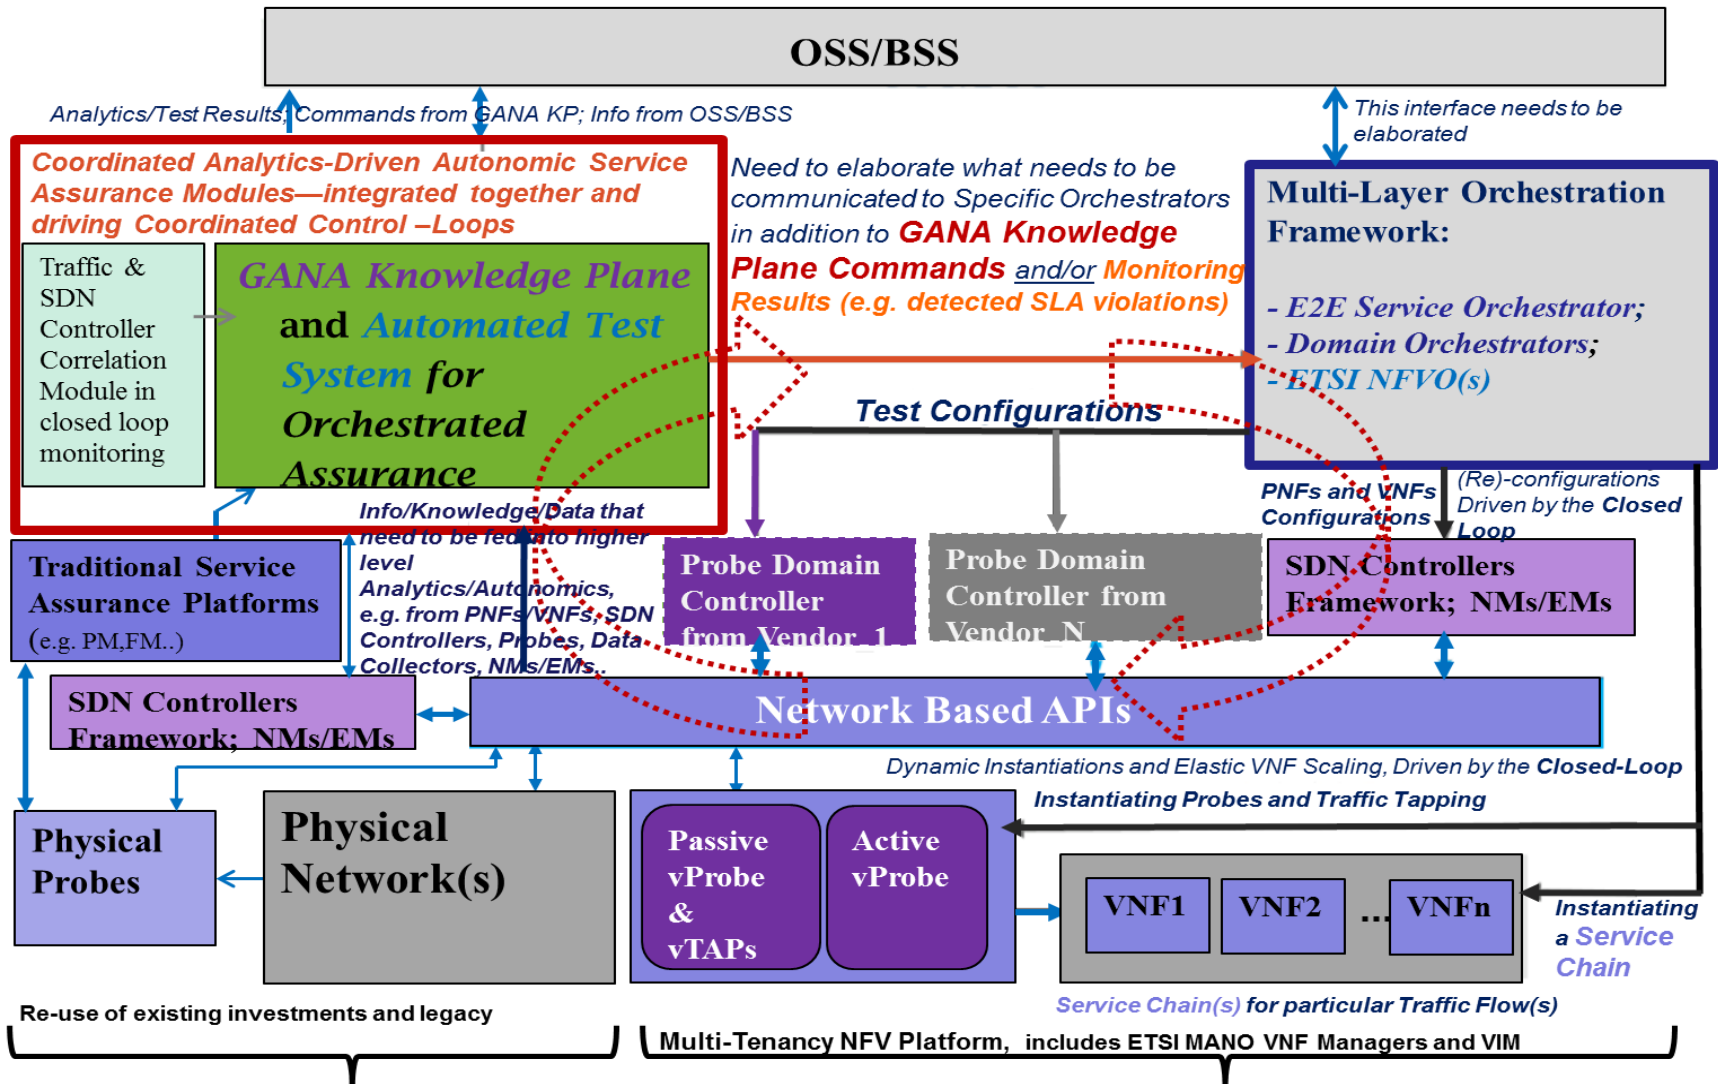 OSS/BSS
Analytics/Test Results; Commands from GANA KP; Info from OSS/BSS
This interface needs to be
elaborated
Coordinated Analytics-Driven Autonomic Service
Assurance Modules—integrated together and
driving Coordinated Control –Loops
Traffic &
SDN
Controller
Correlation
Module in
closed loop
monitoring
GANA Knowledge Plane
and Automated Test
System for
Orchestrated
Assurance
Need to elaborate what needs to be
communicated to Specific Orchestrators
in addition to GANA Knowledge
Plane Commands and/or Monitoring
Results (e.g. detected SLA violations)
Multi-Layer Orchestration
Framework:
- E2E Service Orchestrator;
- Domain Orchestrators;
- ETSI NFVO(s)
Test Configurations
PNFs and VNFs
Configurations
(Re)-configurations
Driven by the Closed
Loop
Info/Knowledge/Data that
need to be fed into higher
level
Analytics/Autonomics,
e.g. from PNFs/VNFs, SDN
Controllers, Probes, Data
Collectors, NMs/EMs..
Traditional Service
Assurance Platforms
(e.g. PM,FM..)
Probe Domain
Controller
from Vendor_1
Probe Domain
Controller from
Vendor_N
SDN Controllers
Framework; NMs/EMs
SDN Controllers
Framework; NMs/EMs
Network Based APIs
Dynamic Instantiations and Elastic VNF Scaling, Driven by the Closed-Loop
Instantiating Probes and Traffic Tapping
Physical
Probes
Physical
Network(s)
Passive
vProbe
&
vTAPs
Active
vProbe
VNF1
VNF2
...
VNFn
Instantiating
a Service
Chain
Service Chain(s) for particular Traffic Flow(s)
Re-use of existing investments and legacy
Multi-Tenancy NFV Platform, includes ETSI MANO VNF Managers and VIM